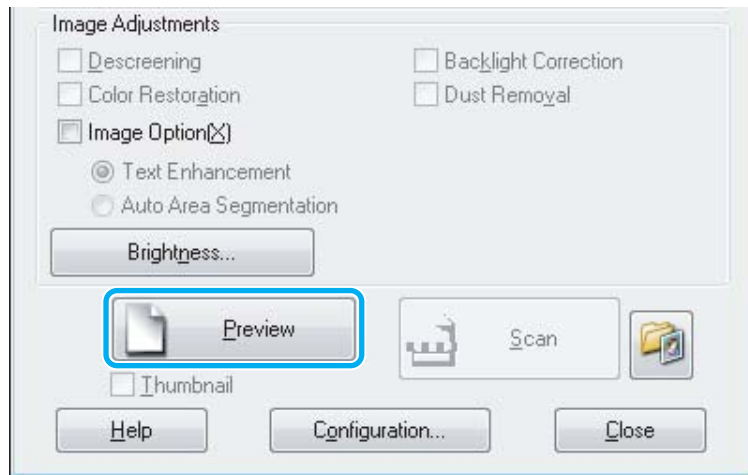 Image Adjustments
Descreening
Backlight Correction
Color Restoration
Dust Removal
Image Option(X)
Text Enhancement
Auto Area Segmentation
Brightness...
Preview
Scan
Thumbnail
Help
Configuration...
Close